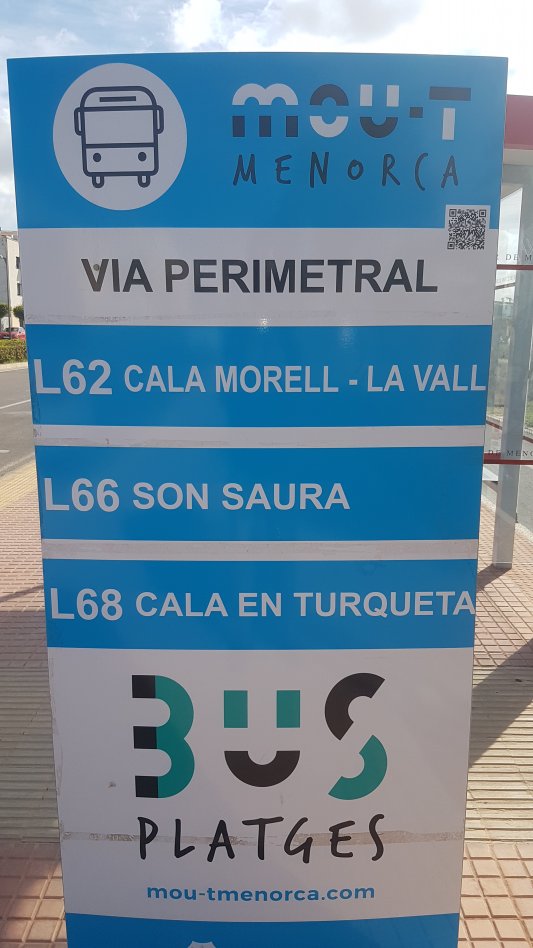 MOU-T
MENORCA
VIA PERIMETRAL
L62 CALA MORELL - LA VALL
L66 SON SAURA
L68 CALA EN TURQUETA
BUS
PLATGES
mou-tmenorca.com